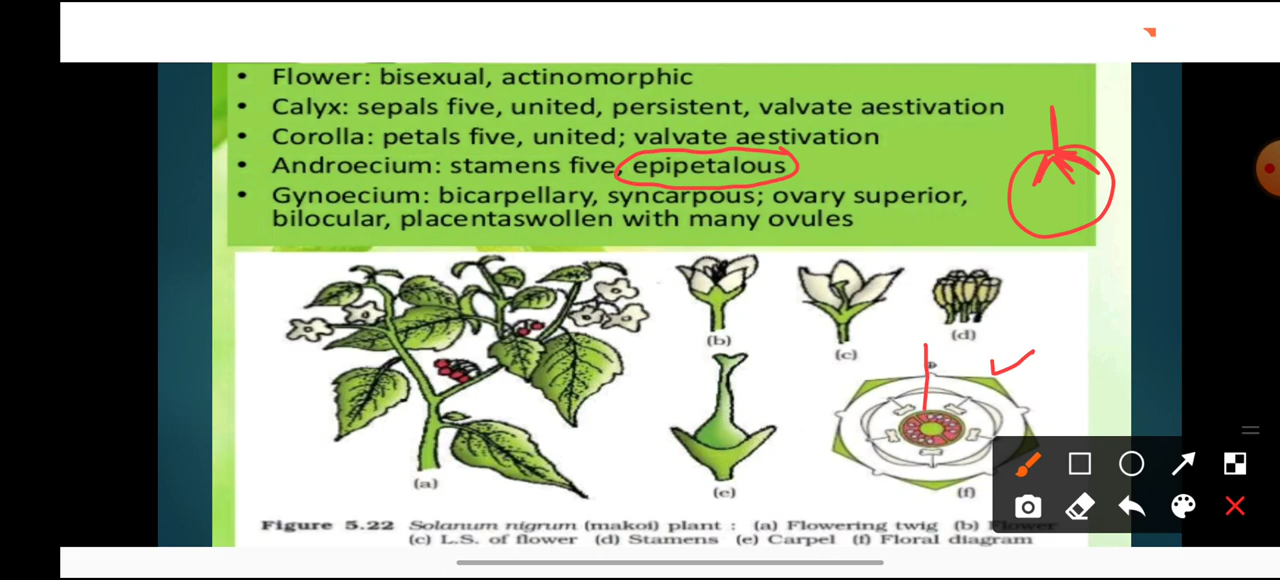 • Flower: bisexual, actinomorphic
• Calyx: sepals five, united, persistent, valvate aestivation
• Corolla: petals five, united; valvate aestivation
• Androecium: stamens five, epipetalous
• Gynoecium: bicarpellary, syncarpous; ovary superior,
bilocular, placentaswollen with many ovules
(b)
(c)
(d)
(a)
(e)
(f)
Figure 5.22 Solanum nigrum (makoi) plant : (a) Flowering twig (b) Flower
(c) L.S. of flower (d) Stamens (e) Carpel (f) Floral diagram